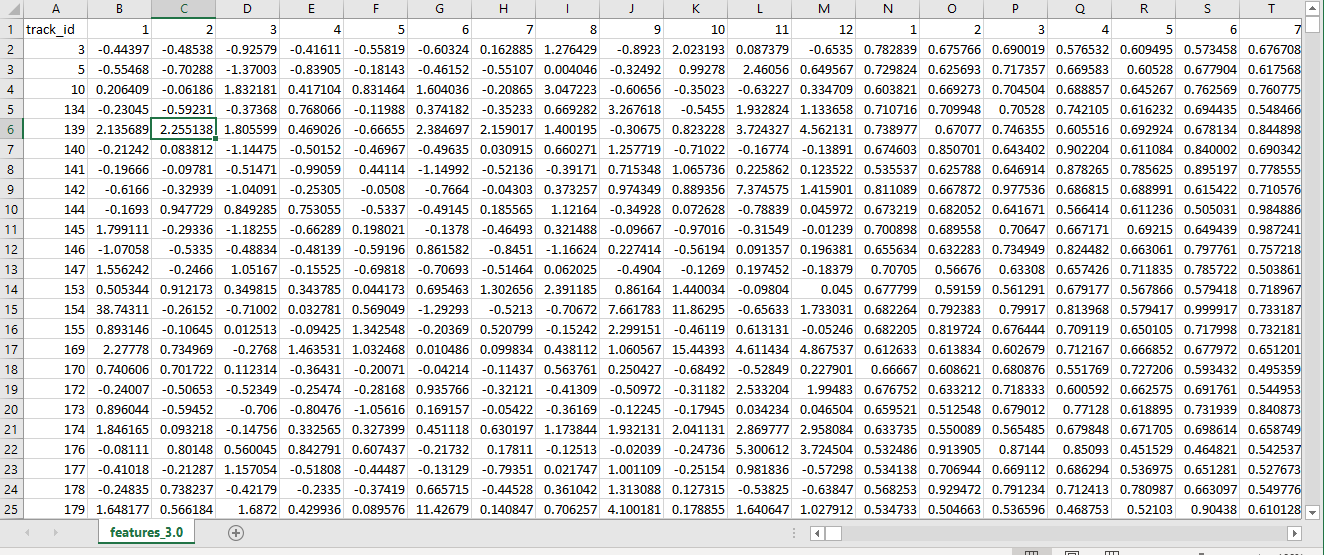 A B C D E F G H I J K L M N O P Q R S T
1 track_id 1 2 3 4 5 6 7 8 9 10 11 12 1 2 3 4 5 6 7
2 3 -0.44397 -0.48538 -0.92579 -0.41611 -0.55819 -0.60324 0.162885 1.276429 -0.8923 2.023193 0.087379 -0.6535 0.782839 0.675766 0.690019 0.576532 0.609495 0.573458 0.676708
3 5 -0.55468 -0.70288 -1.37003 -0.83905 -0.18143 -0.46152 -0.55107 0.004046 -0.32492 0.99278 2.46056 0.649567 0.729824 0.625693 0.717357 0.669583 0.60528 0.677904 0.617568
4 10 0.206409 -0.06186 1.832181 0.417104 0.831464 1.604036 -0.20865 3.047223 -0.60656 -0.35023 -0.63227 0.334709 0.603821 0.669273 0.704504 0.688857 0.645267 0.762569 0.760775
5 134 -0.23045 -0.59231 -0.37368 0.768066 -0.11988 0.374182 -0.35233 0.669282 3.267618 -0.5455 1.932824 1.133658 0.710716 0.709948 0.70528 0.742105 0.616232 0.694435 0.548466
6 139 2.135689 2.255138 1.805599 0.469026 -0.66655 2.384697 2.159017 1.400195 -0.30675 0.823228 3.724327 4.562131 0.738977 0.67077 0.746355 0.605516 0.692924 0.678134 0.844898
7 140 -0.21242 0.083812 -1.14475 -0.50152 -0.46967 -0.49635 0.030915 0.660271 1.257719 -0.71022 -0.16774 -0.13891 0.674603 0.850701 0.643402 0.902204 0.611084 0.840002 0.690342
8 141 -0.19666 -0.09781 -0.51471 -0.99059 0.44114 -1.14992 -0.52136 -0.39171 0.715348 1.065736 0.225862 0.123522 0.535537 0.625788 0.646914 0.878265 0.785625 0.895197 0.778555
9 142 -0.6166 -0.32939 -1.04091 -0.25305 -0.0508 -0.7664 -0.04303 0.373257 0.974349 0.889356 7.374575 1.415901 0.811089 0.667872 0.977536 0.686815 0.688991 0.615422 0.710576
10 144 -0.1693 0.947729 0.849285 0.753055 -0.5337 -0.49145 0.185565 1.12164 -0.34928 0.072628 -0.78839 0.045972 0.673219 0.682052 0.641671 0.566414 0.611236 0.505031 0.984886
11 145 1.799111 -0.29336 -1.18255 -0.66289 0.198021 -0.1378 -0.46493 0.321488 -0.09667 -0.97016 -0.31549 -0.01239 0.700898 0.689558 0.70647 0.667171 0.69215 0.649439 0.987241
12 146 -1.07058 -0.5335 -0.48834 -0.48139 -0.59196 0.861582 -0.8451 -1.16624 0.227414 -0.56194 0.091357 0.196381 0.655634 0.632283 0.734949 0.824482 0.663061 0.797761 0.757218
13 147 1.556242 -0.2466 1.05167 -0.15525 -0.69818 -0.70693 -0.51464 0.062025 -0.4904 -0.1269 0.197452 -0.18379 0.70705 0.56676 0.63308 0.657426 0.711835 0.785722 0.503861
14 153 0.505344 0.912173 0.349815 0.343785 0.044173 0.695463 1.302656 2.391185 0.86164 1.440034 -0.09804 0.045 0.677799 0.59159 0.561291 0.679177 0.567866 0.579418 0.718967
15 154 38.74311 -0.26152 -0.71002 0.032781 0.569049 -1.29293 -0.5213 -0.70672 7.661783 11.86295 -0.65633 1.733031 0.682264 0.792383 0.79917 0.813968 0.579417 0.999917 0.733187
16 155 0.893146 -0.10645 0.012513 -0.09425 1.342548 -0.20369 0.520799 -0.15242 2.299151 -0.46119 0.613131 -0.05246 0.682205 0.819724 0.676444 0.709119 0.650105 0.717998 0.732181
17 169 2.27778 0.734969 -0.2768 1.463531 1.032468 0.010486 0.099834 0.438112 1.060567 15.44393 4.611434 4.867537 0.612633 0.613834 0.602679 0.712167 0.666852 0.677972 0.651201
18 170 0.740606 0.701722 0.112314 -0.36431 -0.20071 -0.04214 -0.11437 0.563761 0.250427 -0.68492 -0.52849 0.227901 0.66667 0.608621 0.680876 0.551769 0.727206 0.593432 0.495359
19 172 -0.24007 -0.50653 -0.52349 -0.25474 -0.28168 0.935766 -0.32121 -0.41309 -0.50972 -0.31182 2.533204 1.99483 0.676752 0.633212 0.718333 0.600592 0.662575 0.691761 0.544953
20 173 0.896044 -0.59452 -0.706 -0.80476 -1.05616 0.169157 -0.05422 -0.36169 -0.12245 -0.17945 0.034234 0.046504 0.659521 0.512548 0.679012 0.77128 0.618895 0.731939 0.840873
21 174 1.846165 0.093218 -0.14756 0.332565 0.327399 0.451118 0.630197 1.173844 1.932131 2.041131 2.869777 2.958084 0.633735 0.550089 0.565485 0.679848 0.671705 0.698614 0.658749
22 176 -0.08111 0.80148 0.560045 0.842791 0.607437 -0.21732 0.17811 -0.12513 -0.02039 -0.24736 5.300612 3.724504 0.532486 0.913905 0.87144 0.85093 0.451529 0.464821 0.542537
23 177 -0.41018 -0.21287 1.157054 -0.51808 -0.44487 -0.13129 -0.79351 0.021747 1.001109 -0.25154 0.981836 -0.57298 0.534138 0.706944 0.669112 0.686294 0.536975 0.651281 0.527673
24 178 -0.24835 0.738237 -0.42179 -0.2335 -0.37419 0.665715 -0.44528 0.361042 1.313088 0.127315 -0.53825 -0.63847 0.568253 0.929472 0.791234 0.712413 0.780987 0.663097 0.549776
25 179 1.648177 0.566184 1.6872 0.429936 0.089576 11.42679 0.140847 0.706257 4.100181 0.178855 1.640647 1.027912 0.534733 0.504663 0.536596 0.468753 0.52103 0.90438 0.610128
features_3.0